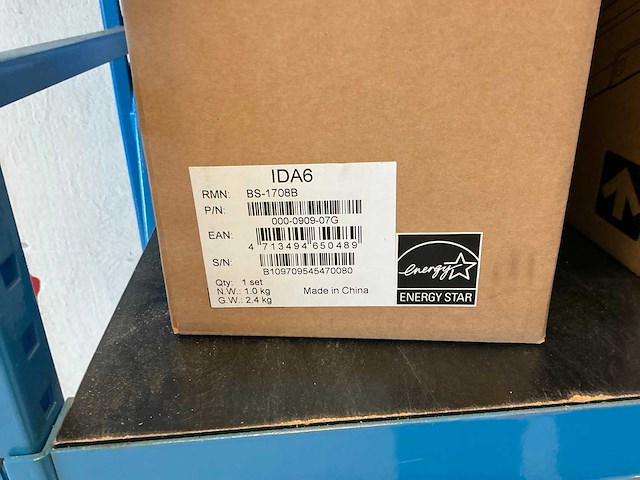 IDA6
RMN: BS-1708B
P/N:
000-0909-07G
EAN:
4 713494 650489
S/N:
B109709545470080
Qty: 1 set
N.W.: 1.0 kg Made in China
G.W.: 2.4 kg
energy
ENERGY STAR